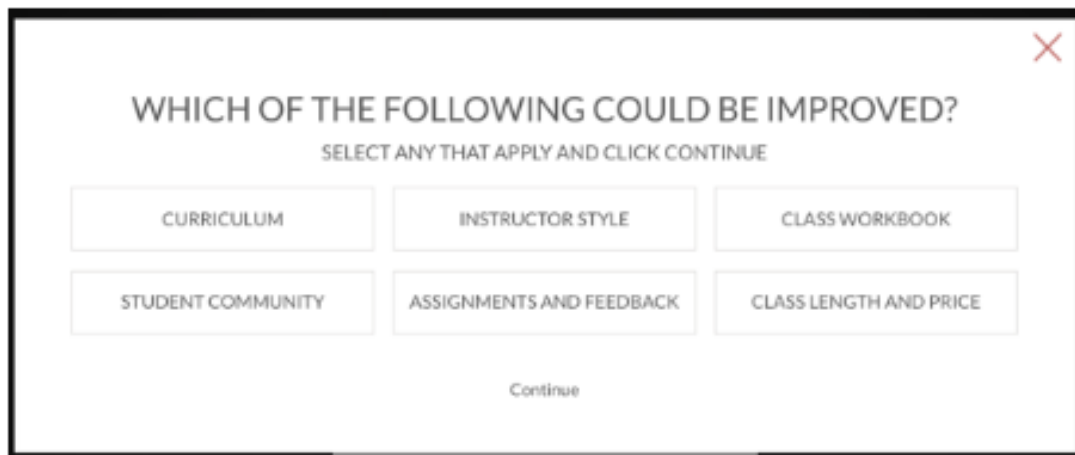 WHICH OF THE FOLLOWING COULD BE IMPROVED?
SELECT ANY THAT APPLY AND CLICK CONTINUE
CURRICULUM
INSTRUCTOR STYLE
CLASS WORKBOOK
STUDENT COMMUNITY
ASSIGNMENTS AND FEEDBACK
CLASS LENGTH AND PRICE
Continue